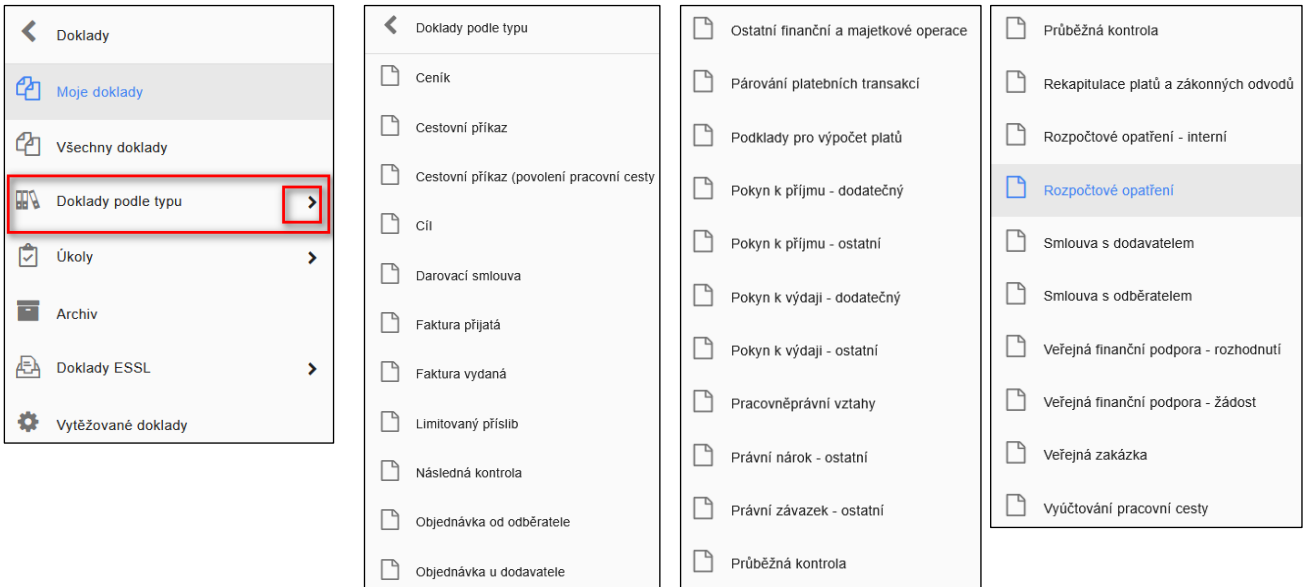 Doklady
Moje doklady
Všechny doklady
Doklady podle typu
Úkoly
Archiv
Doklady ESSL
Vytěžované doklady
Doklady podle typu
Ceník
Cestovní příkaz
Cestovní příkaz (povolení pracovní cesty
Cíl
Darovací smlouva
Faktura přijatá
Faktura vydaná
Limitovaný příslib
Následná kontrola
Objednávka od odběratele
Objednávka u dodavatele
Ostatní finanční a majetkové operace
Párování platebních transakcí
Podklady pro výpočet platů
Pokyn k příjmu - dodatečný
Pokyn k příjmu - ostatní
Pokyn k výdaji - dodatečný
Pokyn k výdaji - ostatní
Pracovněprávní vztahy
Právní nárok - ostatní
Právní závazek - ostatní
Průběžná kontrola
Průběžná kontrola
Rekapitulace platů a zákonných odvodů
Rozpočtové opatření - interní
Rozpočtové opatření
Smlouva s dodavatelem
Smlouva s odběratelem
Veřejná finanční podpora - rozhodnutí
Veřejná finanční podpora - žádost
Veřejná zakázka
Vyúčtování pracovní cesty